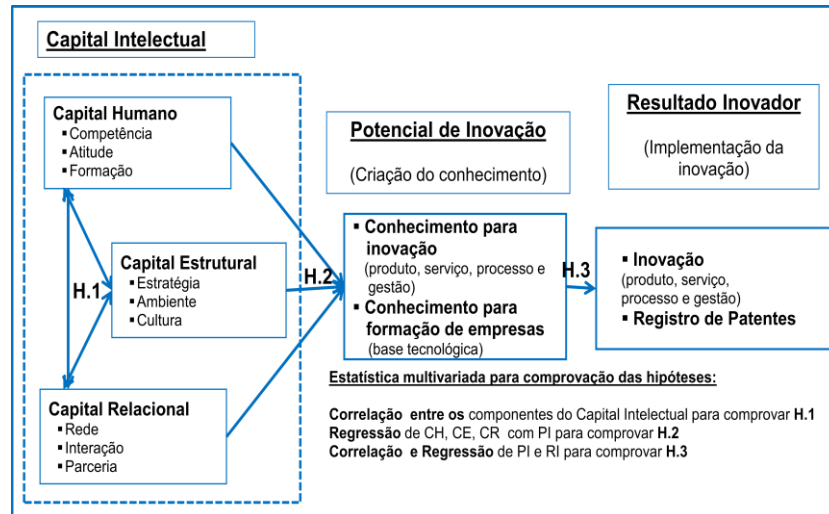 Capital Intelectual
Capital Humano
▪ Competência
▪ Atitude
▪ Formação
Capital Estrutural
▪ Estratégia
▪ Ambiente
▪ Cultura
Capital Relacional
▪ Rede
▪ Interação
▪ Parceria
H.1
H.2
Potencial de Inovação
(Criação do conhecimento)
▪ Conhecimento para
inovação
(produto, serviço, processo e
gestão)
▪ Conhecimento para
formação de empresas
(base tecnológica)
H.3
Resultado Inovador
(Implementação da
inovação)
▪ Inovação
(produto, serviço,
processo e gestão)
▪ Registro de Patentes
Estatística multivariada para comprovação das hipóteses:
Correlação entre os componentes do Capital Intelectual para comprovar H.1
Regressão de CH, CE, CR com PI para comprovar H.2
Correlação e Regressão de PI e RI para comprovar H.3